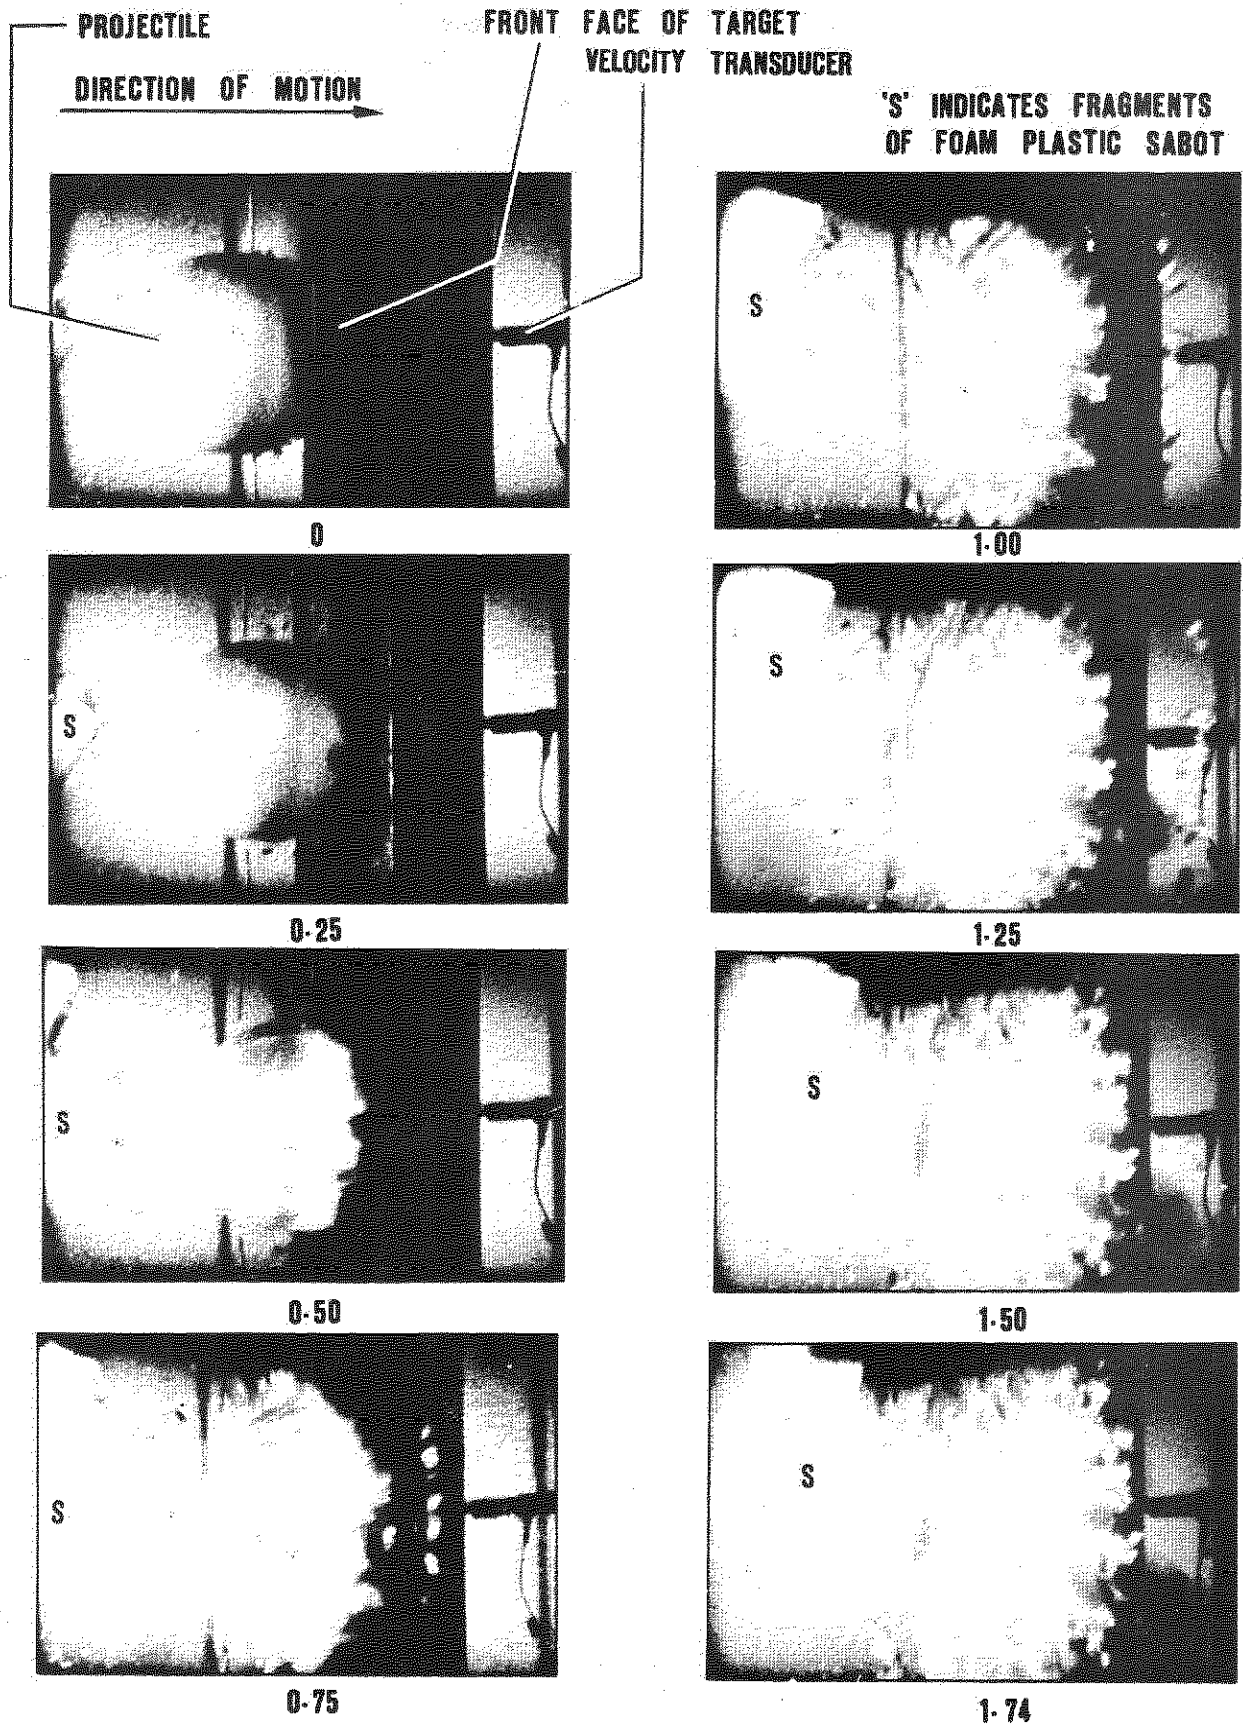 PROJECTILE
DIRECTION OF MOTION
FRONT FACE OF TARGET
VELOCITY TRANSDUCER
'S' INDICATES FRAGMENTS
OF FOAM PLASTIC SABOT
0
S
0·25
S
0·50
S
0·75
S
1·00
S
1·25
S
1·50
S
1·74